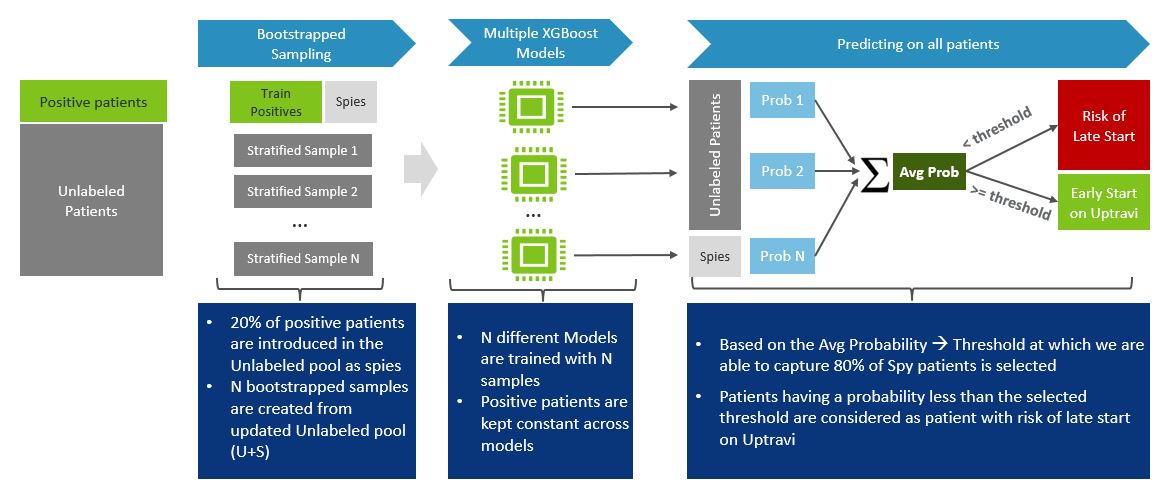 Bootstrapped
Sampling
Multiple XGBoost
Models
Predicting on all patients
Positive patients
Unlabeled
Patients
Train
Positives
Spies
Stratified Sample 1
Stratified Sample 2
...
Stratified Sample N
...
Unlabeled Patients
Spies
Prob 1
Prob 2
Prob N
∑
Avg Prob
< threshold
>= threshold
Risk of
Late Start
Early Start
on Uptravi
• 20% of positive patients
are introduced in the
Unlabeled pool as spies
• N bootstrapped samples
are created from
updated Unlabeled pool
(U+S)
• N different Models
are trained with N
samples
• Positive patients are
kept constant across
models
• Based on the Avg Probability → Threshold at which we are
able to capture 80% of Spy patients is selected
• Patients having a probability less than the selected
threshold are considered as patient with risk of late start
on Uptravi